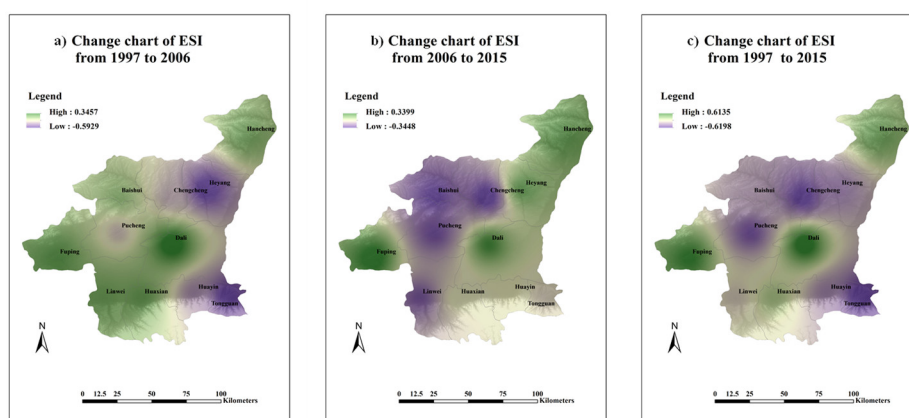 a) Change chart of ESI
from 1997 to 2006
Legend
High : 0.3457
Low : -0.5929
Hancheng
Heyang
Chengcheng
Baishui
Pucheng
Dali
Fuping
Linwei
Huaxian
Huayin
Tongguan
N
0 12.5 25 50 75 100
Kilometers
b) Change chart of ESI
from 2006 to 2015
Legend
High : 0.3399
Low : -0.3448
Hancheng
Heyang
Chengcheng
Baishui
Pucheng
Dali
Fuping
Linwei
Huaxian
Huayin
Tongguan
N
0 12.5 25 50 75 100
Kilometers
c) Change chart of ESI
from 1997 to 2015
Legend
High : 0.6135
Low : -0.6198
Hancheng
Heyang
Chengcheng
Baishui
Pucheng
Dali
Fuping
Linwei
Huaxian
Huayin
Tongguan
N
0 12.5 25 50 75 100
Kilometers